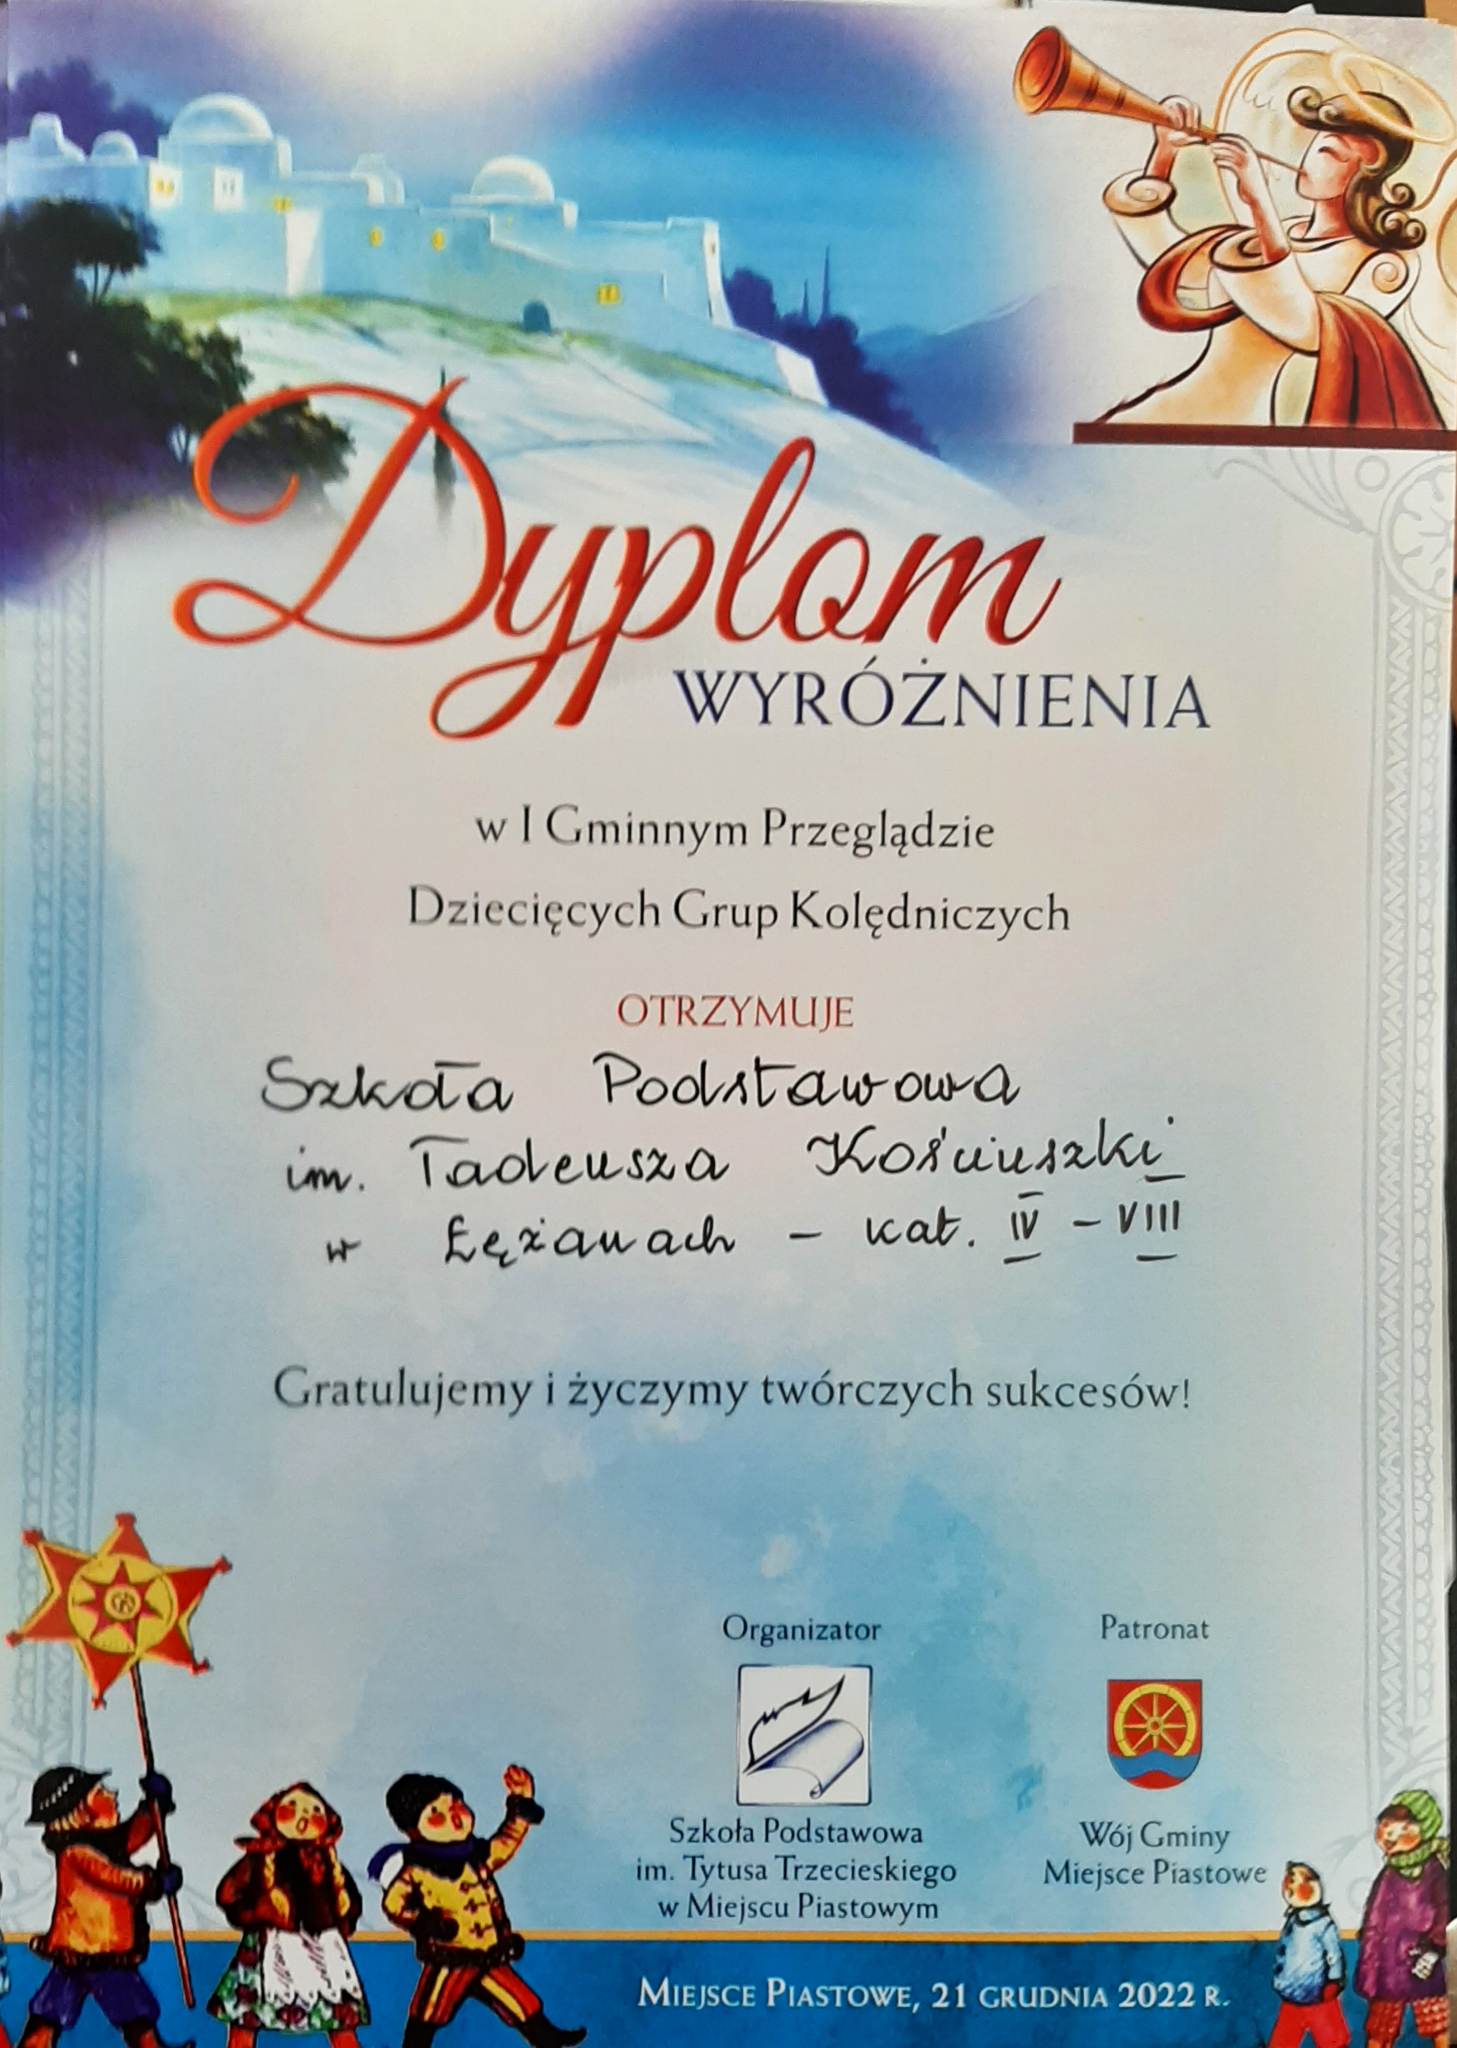 Dyplom
WYRÓŻNIENIA
w I Gminnym Przeglądzie
Dziecięcych Grup Kolędniczych
OTRZYMUJE
Szkoła Podstawowa
im. Tadeusza Kościuszki
w Łężanach – kat. IV – VIII
Gratulujemy i życzymy twórczych sukcesów!
Organizator
Szkoła Podstawowa
im. Tytusa Trzecieskiego
w Miejscu Piastowym
Patronat
Wój Gminy
Miejsce Piastowe
MIEJSCE PIASTOWE, 21 GRUDNIA 2022 R.